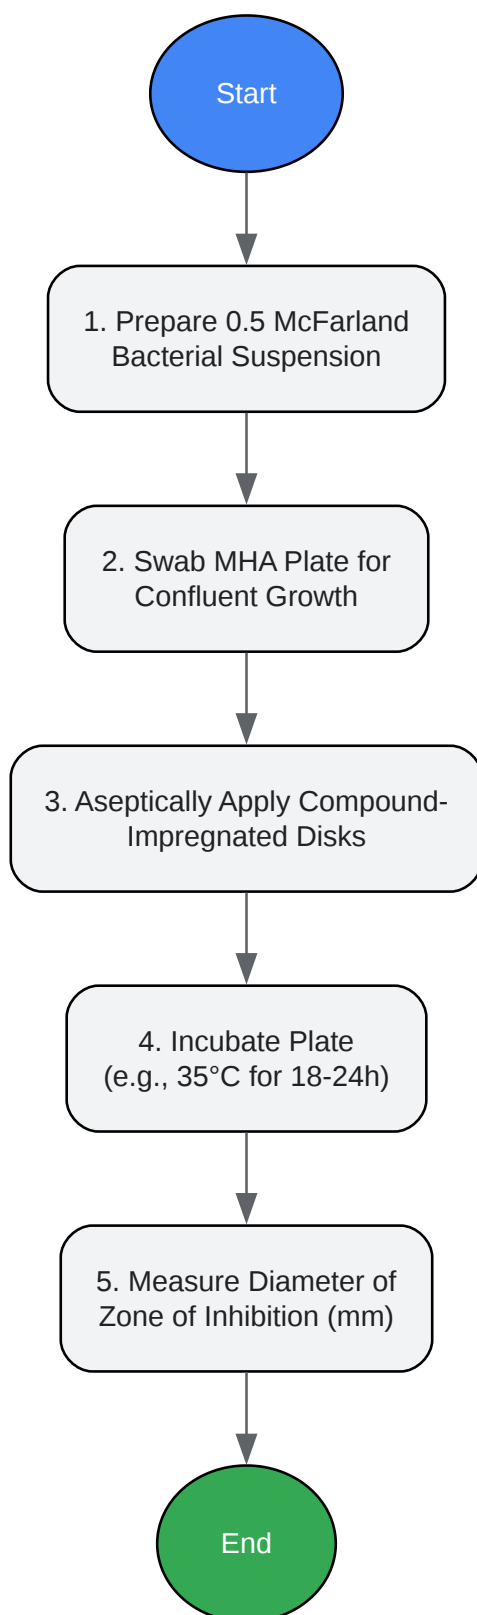 Start
1. Prepare 0.5 McFarland
Bacterial Suspension
2. Swab MHA Plate for
Confluent Growth
3. Aseptically Apply Compound-
Impregnated Disks
4. Incubate Plate
(e.g., 35°C for 18-24h)
5. Measure Diameter of
Zone of Inhibition (mm)
End